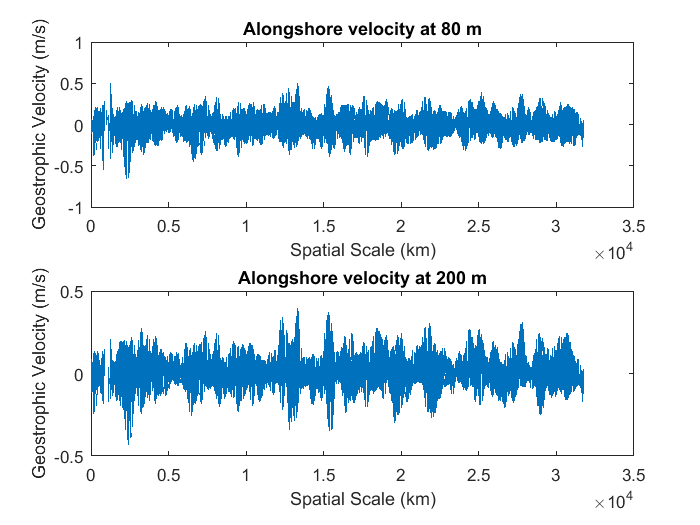 Alongshore velocity at 80 m
Geostrophic Velocity (m/s)
1
0.5
0
-0.5
-1
0 0.5 1 1.5 2 2.5 3 3.5
Spatial Scale (km)
×10^4
Alongshore velocity at 200 m
Geostrophic Velocity (m/s)
0.5
0
-0.5
0 0.5 1 1.5 2 2.5 3 3.5
Spatial Scale (km)
×10^4